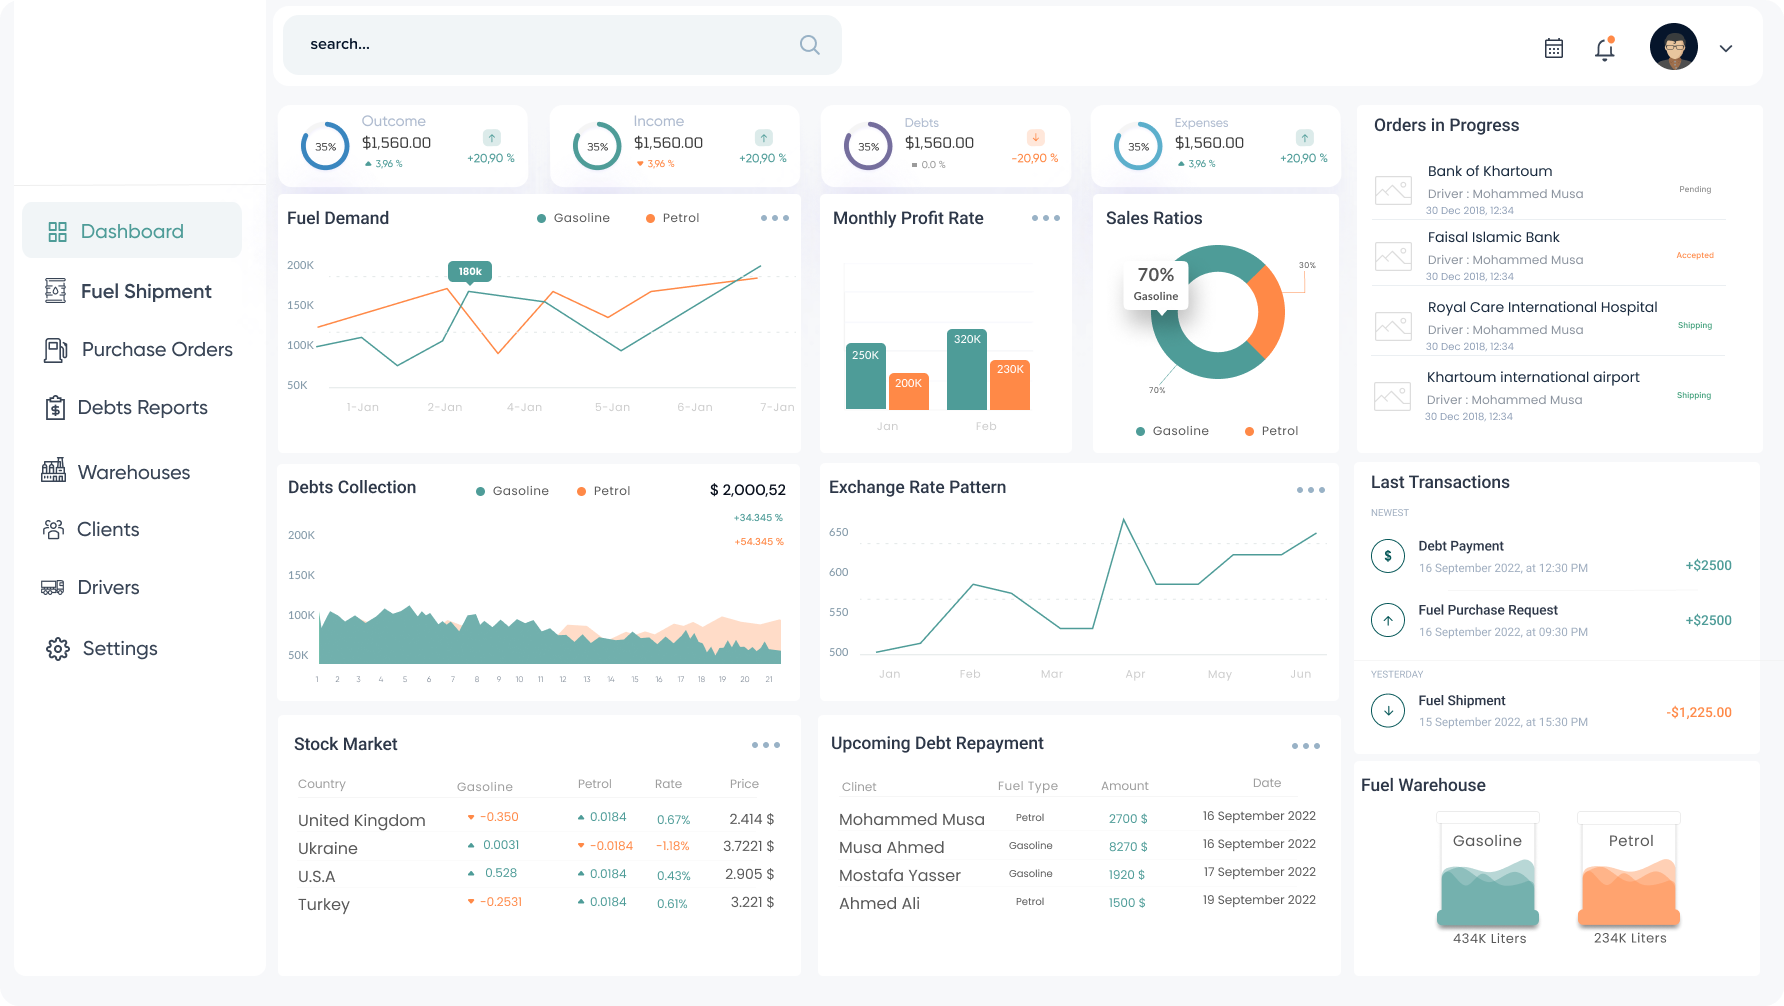 search...
Dashboard
Fuel Shipment
Purchase Orders
Debts Reports
Warehouses
Clients
Drivers
Settings
35%
Outcome
$1,560.00
3,96 %
+20,90 %
35%
Income
$1,560.00
3,96 %
+20,90 %
35%
Debts
$1,560.00
0.0 %
-20,90 %
35%
Expenses
$1,560.00
3,96 %
+20,90 %
Fuel Demand
Gasoline
Petrol
200K
150K
100K
50K
180k
1-Jan
2-Jan
4-Jan
5-Jan
6-Jan
7-Jan
Monthly Profit Rate
250K
200K
320K
230K
Jan
Feb
Sales Ratios
70%
Gasoline
30%
70%
Gasoline
Petrol
Orders in Progress
Bank of Khartoum
Driver : Mohammed Musa
30 Dec 2018, 12:34
Pending
Faisal Islamic Bank
Driver : Mohammed Musa
30 Dec 2018, 12:34
Accepted
Royal Care International Hospital
Driver : Mohammed Musa
30 Dec 2018, 12:34
Shipping
Khartoum international airport
Driver : Mohammed Musa
30 Dec 2018, 12:34
Shipping
Debts Collection
Gasoline
Petrol
$ 2,000,52
+34.345 %
+54.345 %
200K
150K
100K
50K
1 2 3 4 5 6 7 8 9 10 11 12 13 14 15 16 17 18 19 20 21
Exchange Rate Pattern
650
600
550
500
Jan
Feb
Mar
Apr
May
Jun
Last Transactions
NEWEST
Debt Payment
16 September 2022, at 12:30 PM
+$2500
Fuel Purchase Request
16 September 2022, at 09:30 PM
+$2500
YESTERDAY
Fuel Shipment
15 September 2022, at 15:30 PM
-$1,225.00
Stock Market
Country Gasoline Petrol Rate Price
United Kingdom -0.350 0.0184 0.67% 2.414 $
Ukraine 0.0031 -0.0184 -1.18% 3.7221 $
U.S.A 0.528 0.0184 0.43% 2.905 $
Turkey -0.2531 0.0184 0.61% 3.221 $
Upcoming Debt Repayment
Clinet Fuel Type Amount Date
Mohammed Musa Petrol 2700 $ 16 September 2022
Musa Ahmed Gasoline 8270 $ 16 September 2022
Mostafa Yasser Gasoline 1920 $ 17 September 2022
Ahmed Ali Petrol 1500 $ 19 September 2022
Fuel Warehouse
Gasoline
434K Liters
Petrol
234K Liters